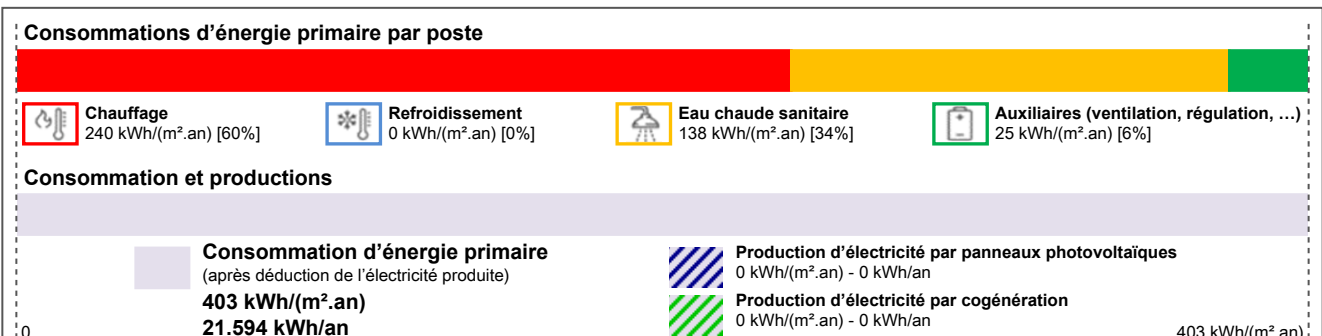 Consommations d’énergie primaire par poste
Chauffage
240 kWh/(m².an) [60%]
Refroidissement
0 kWh/(m².an) [0%]
Eau chaude sanitaire
138 kWh/(m².an) [34%]
Auxiliaires (ventilation, régulation, …)
25 kWh/(m².an) [6%]
Consommation et productions
Consommation d’énergie primaire
(après déduction de l’électricité produite)
403 kWh/(m².an)
21.594 kWh/an
Production d’électricité par panneaux photovoltaïques
0 kWh/(m².an) - 0 kWh/an
Production d’électricité par cogénération
0 kWh/(m².an) - 0 kWh/an
0
403 kWh/(m².an)